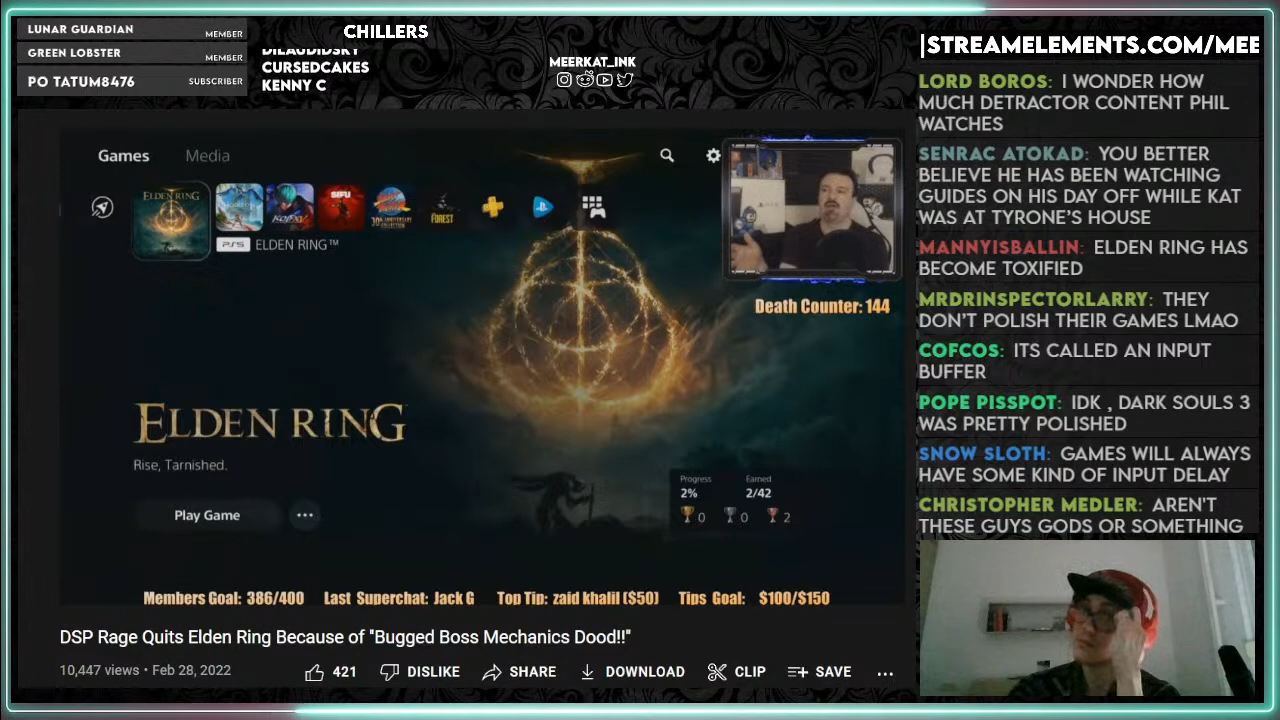 LUNAR GUARDIAN MEMBER
GREEN LOBSTER MEMBER
PO TATUM8476 SUBSCRIBER
CHILLERS
DILAUDIDSKY
CURSEDCAKES
KENNY C
MEERKAT_INK
|STREAMELEMENTS.COM/MEE
Games Media
ELDEN RING
PS5 ELDEN RING™
SIFU
30TH ANNIVERSARY
COLLECTION
FOREST
Death Counter: 144
ELDEN RING
Rise, Tarnished.
Play Game
Progress Earned
2% 2/42
0 0 2
Members Goal: 386/400 Last Superchat: Jack G Top Tip: zaid khalil ($50) Tips Goal: $100/$150
DSP Rage Quits Elden Ring Because of "Bugged Boss Mechanics Dood!!"
10,447 views • Feb 28, 2022
421 DISLIKE SHARE DOWNLOAD CLIP SAVE
LORD BOROS: I WONDER HOW
MUCH DETRACTOR CONTENT PHIL
WATCHES
SENRAC ATOKAD: YOU BETTER
BELIEVE HE HAS BEEN WATCHING
GUIDES ON HIS DAY OFF WHILE KAT
WAS AT TYRONE'S HOUSE
MANNYISBALLIN: ELDEN RING HAS
BECOME TOXIFIED
MRDRINSPECTORLARRY: THEY
DON'T POLISH THEIR GAMES LMAO
COFCOS: ITS CALLED AN INPUT
BUFFER
POPE PISSPOT: IDK , DARK SOULS 3
WAS PRETTY POLISHED
SNOW SLOTH: GAMES WILL ALWAYS
HAVE SOME KIND OF INPUT DELAY
CHRISTOPHER MEDLER: AREN'T
THESE GUYS GODS OR SOMETHING